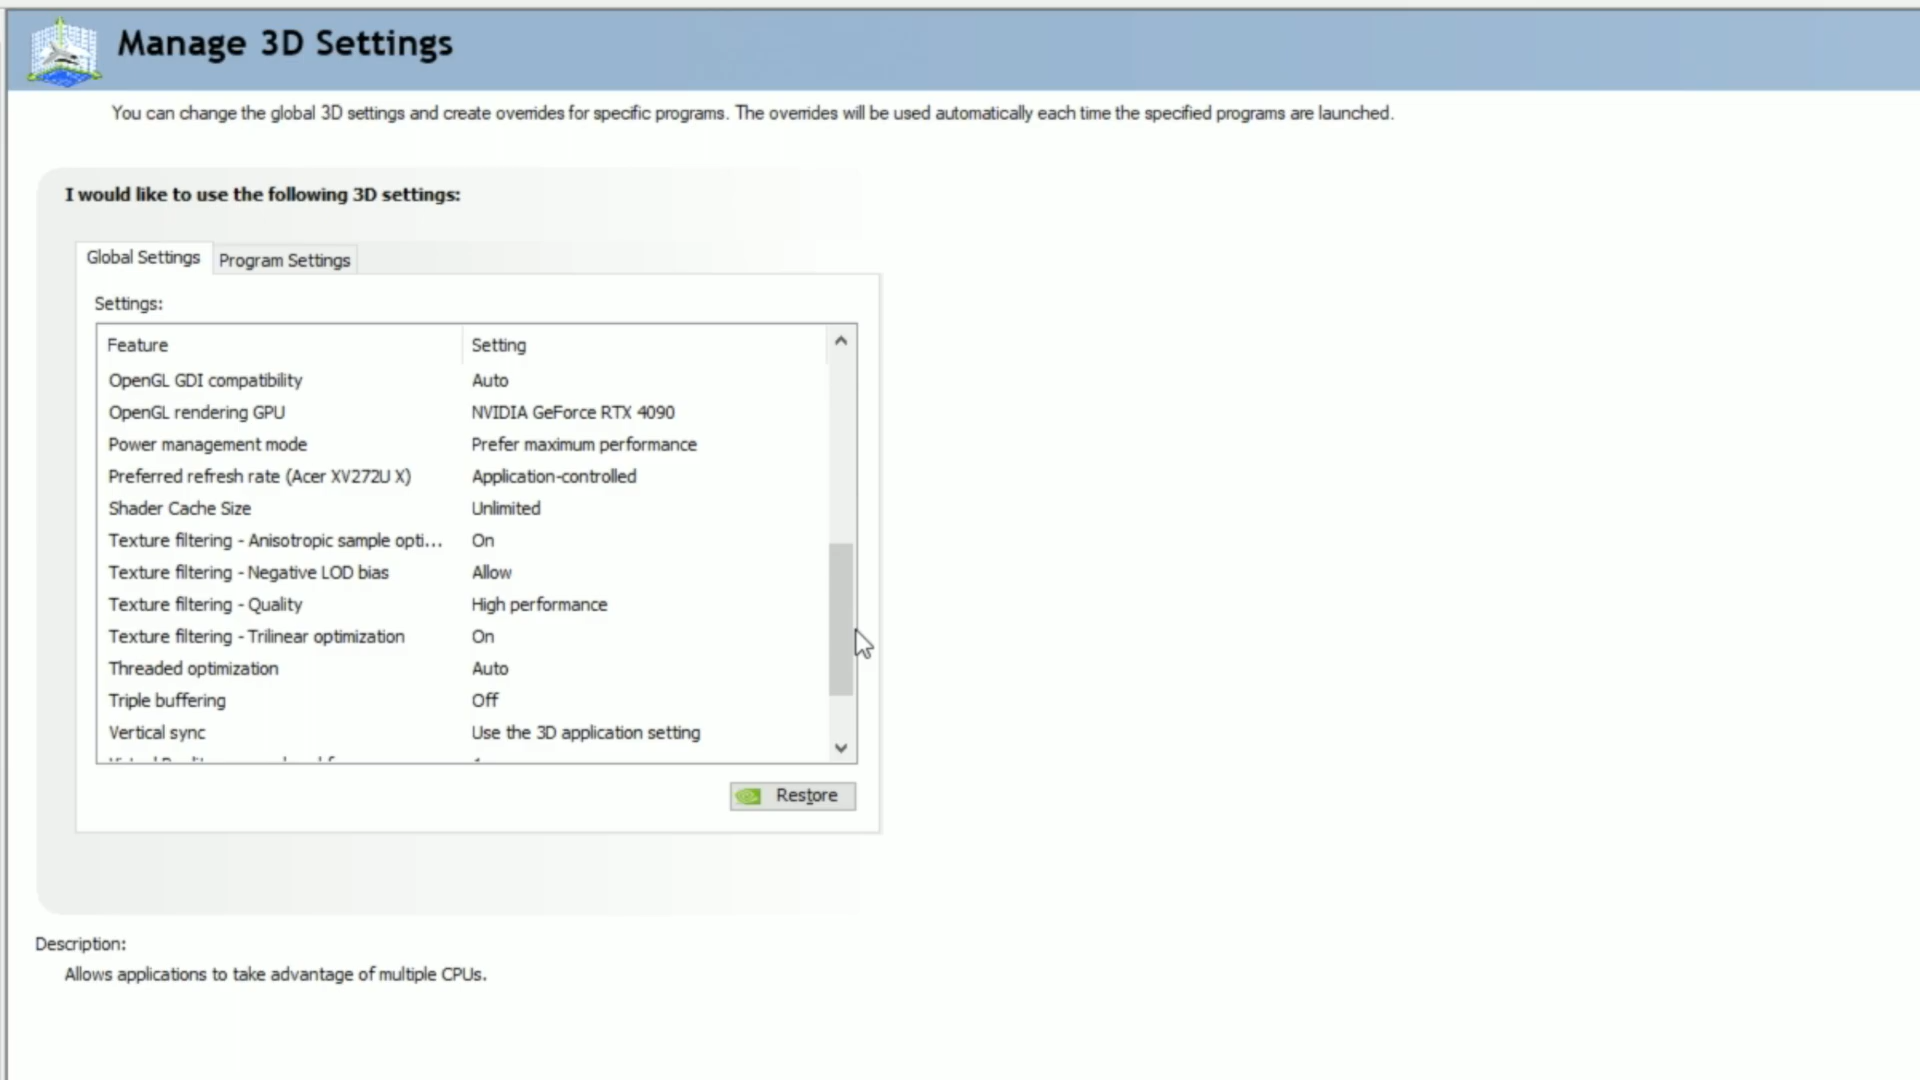 Manage 3D Settings
You can change the global 3D settings and create overrides for specific programs. The overrides will be used automatically each time the specified programs are launched.
I would like to use the following 3D settings:
Global Settings
Program Settings
Settings:
Feature Setting
OpenGL GDI compatibility Auto
OpenGL rendering GPU NVIDIA GeForce RTX 4090
Power management mode Prefer maximum performance
Preferred refresh rate (Acer XV272U X) Application-controlled
Shader Cache Size Unlimited
Texture filtering - Anisotropic sample opti... On
Texture filtering - Negative LOD bias Allow
Texture filtering - Quality High performance
Texture filtering - Trilinear optimization On
Threaded optimization Auto
Triple buffering Off
Vertical sync Use the 3D application setting
Restore
Description:
Allows applications to take advantage of multiple CPUs.